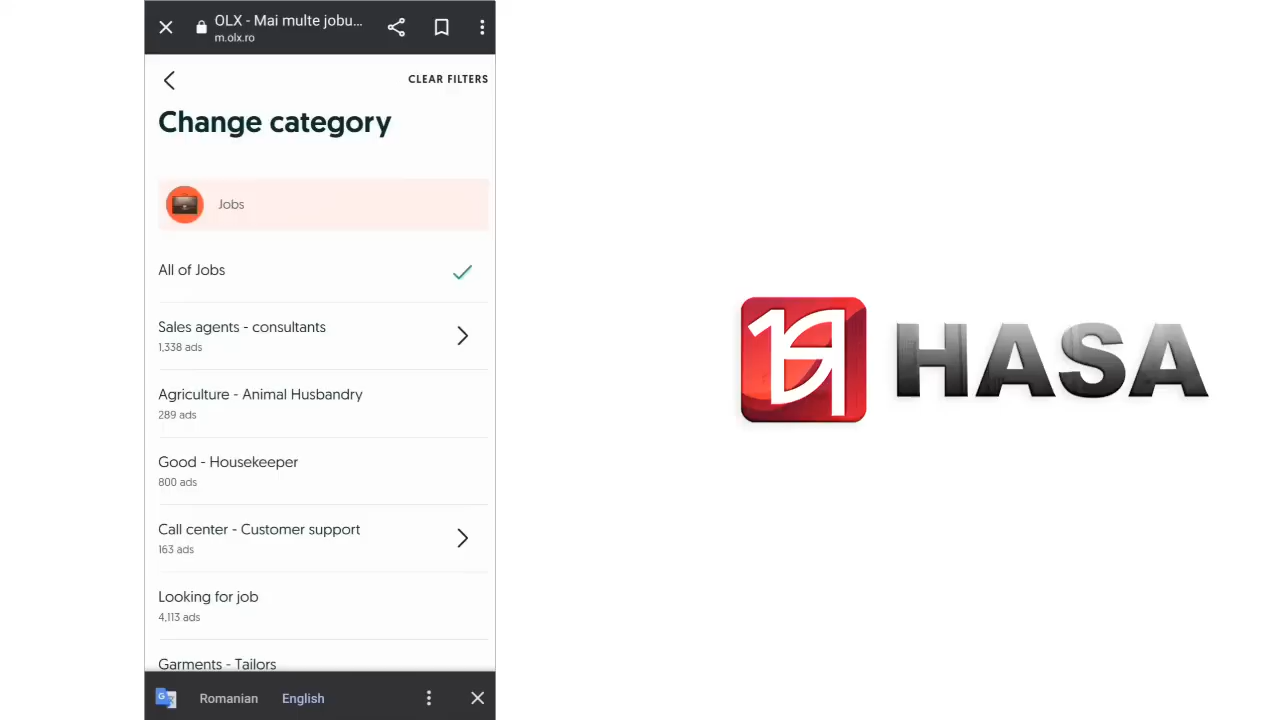 OLX - Mai multe jobu...
m.olx.ro
CLEAR FILTERS
Change category
Jobs
All of Jobs
Sales agents - consultants
1,338 ads
Agriculture - Animal Husbandry
289 ads
Good - Housekeeper
800 ads
Call center - Customer support
163 ads
Looking for job
4,113 ads
Garments - Tailors
Romanian English
HASA